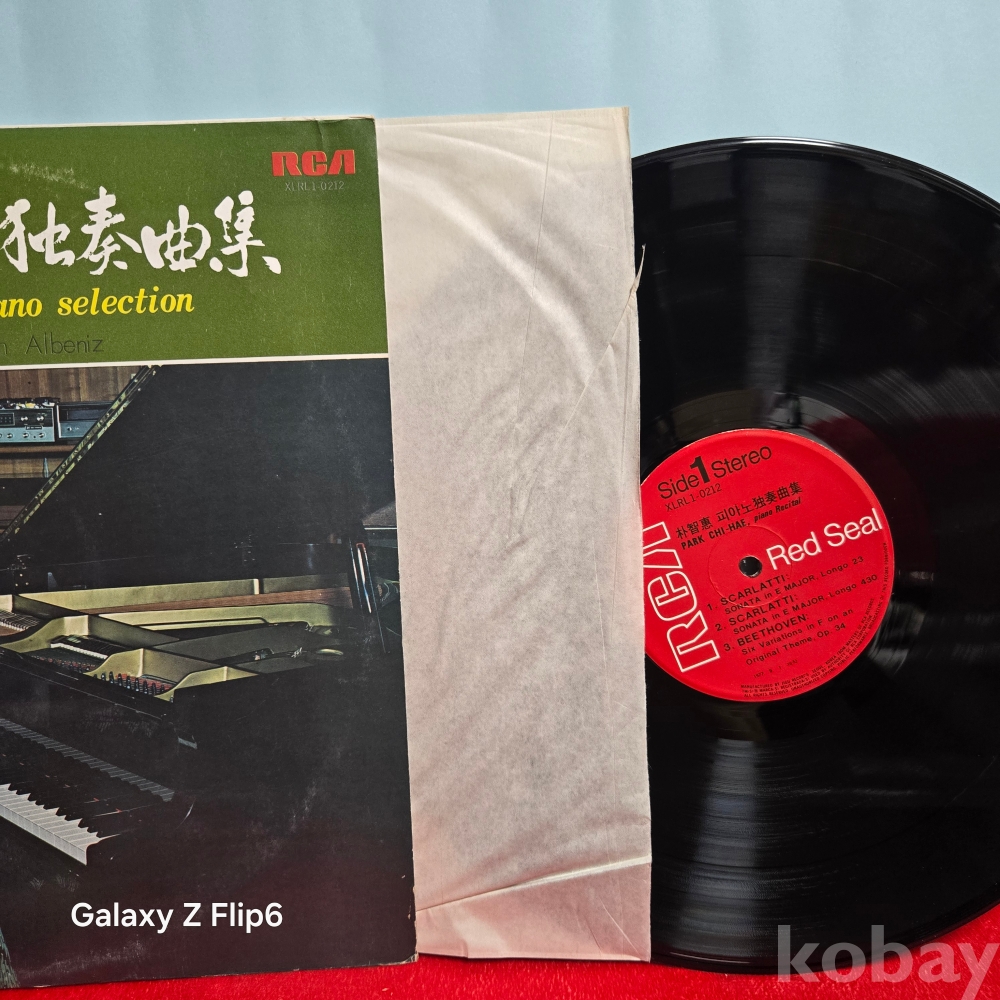 RCA
XLRL1-0212
独奏曲集
ano selection
n Albeniz
Side 1 Stereo
XLRL1-0212
朴智惠 피아노 独奏曲集
PARK CHI-HAE, piano Recital
RCA Red Seal
1. SCARLATTI:
SONATA in E MAJOR, Longo 23
2. SCARLATTI:
SONATA in E MAJOR, Longo 430
3. BEETHOVEN:
Six Variations in F on an
Original Theme, Op. 34
Galaxy Z Flip6
kobay